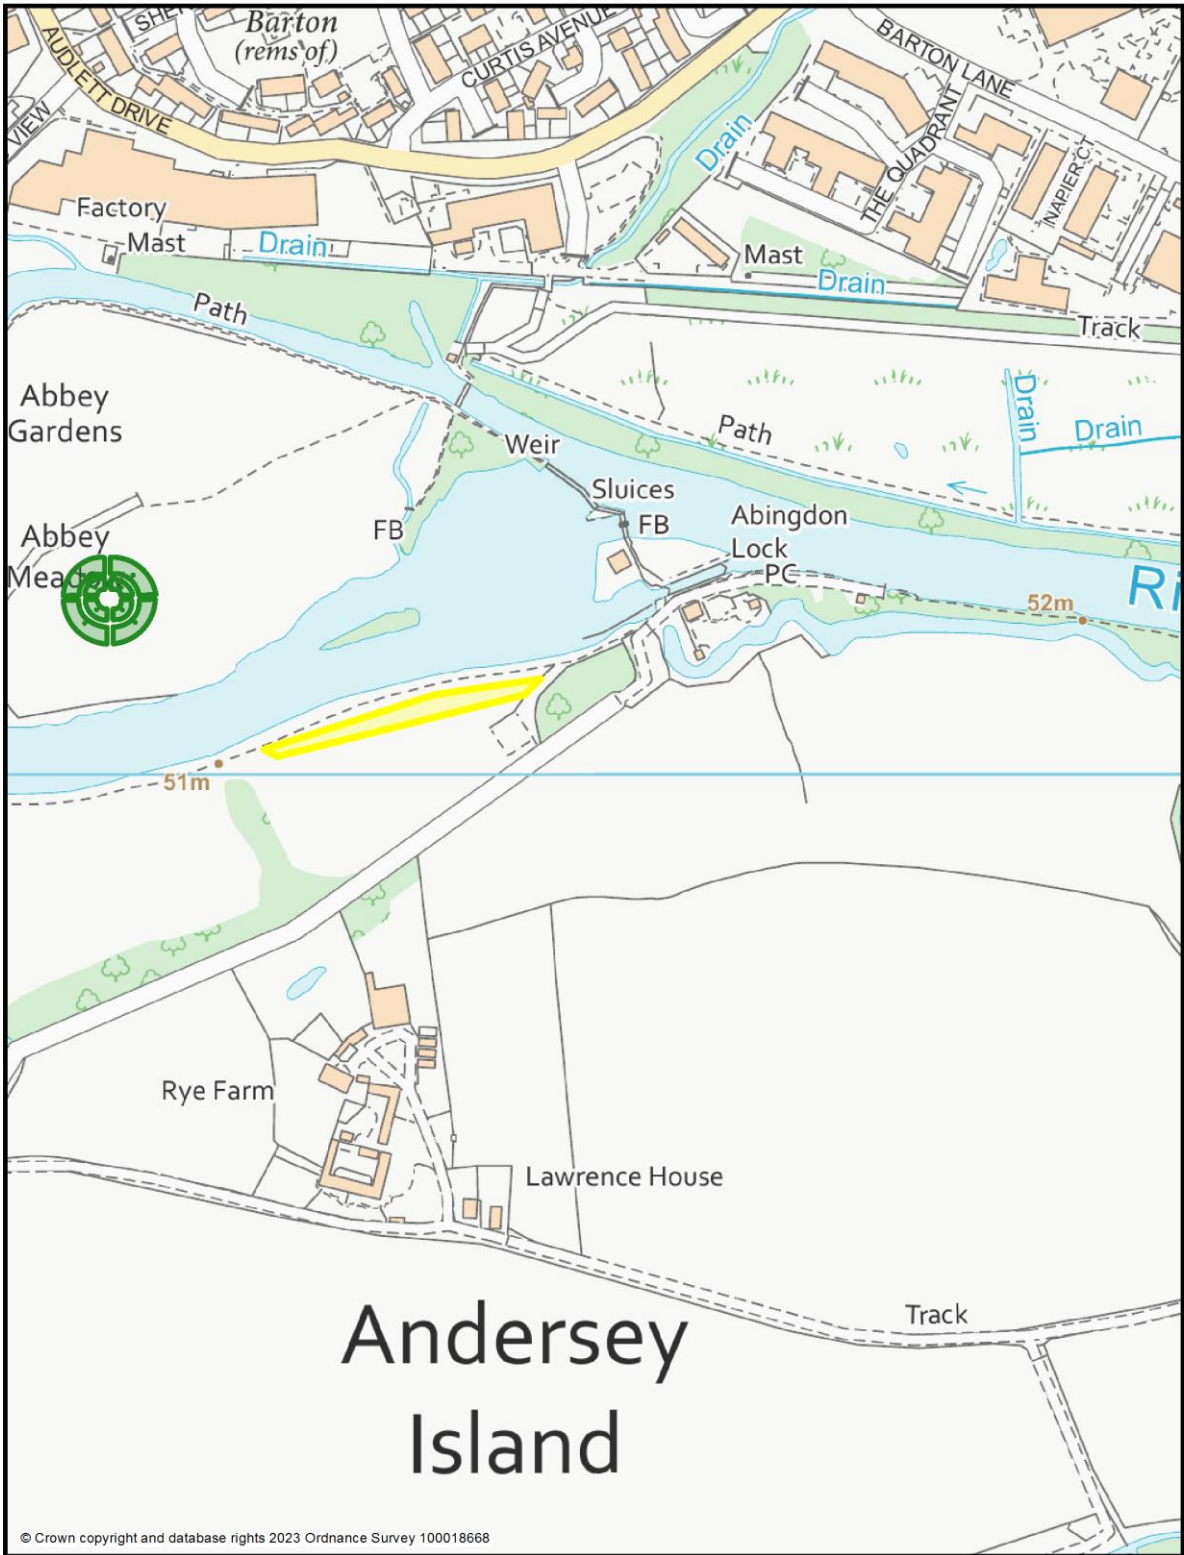 Barton
(rems of)
AUDLETT DRIVE
CURTIS AVENUE
BARTON LANE
VIEW
Drain
THE QUADRANT
NAPIER CT
Factory
Mast
Drain
Mast
Drain
Path
Track
Abbey
Gardens
Path
Drain
Drain
Weir
Sluices
FB
FB
Abingdon
Lock
PC
Abbey
52m
51m
Rye Farm
Lawrence House
Track
Andersey
Island
© Crown copyright and database rights 2023 Ordnance Survey 100018668